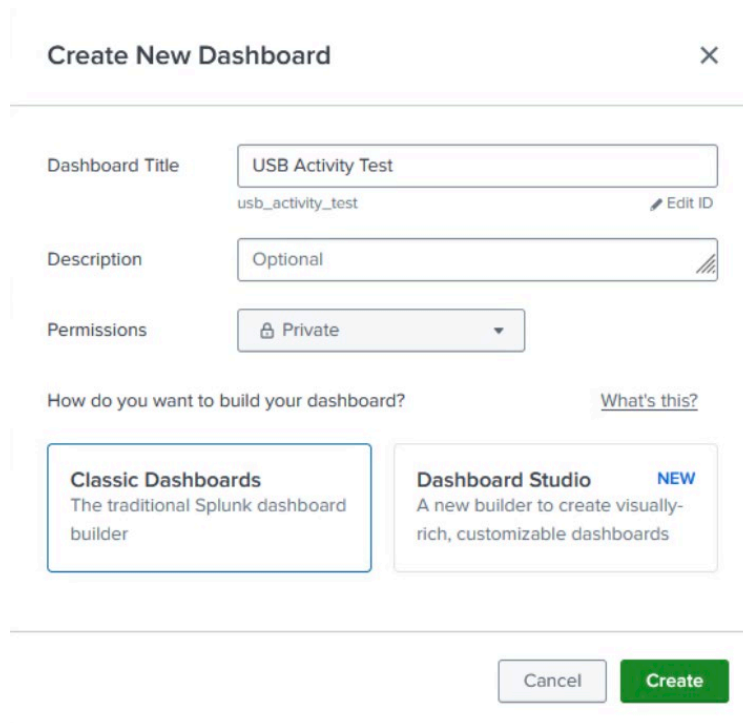 Create New Dashboard
Dashboard Title
USB Activity Test
usb_activity_test
Edit ID
Description
Optional
Permissions
Private
How do you want to build your dashboard?
What's this?
Classic Dashboards
The traditional Splunk dashboard
builder
Dashboard Studio
NEW
A new builder to create visually-
rich, customizable dashboards
Cancel
Create